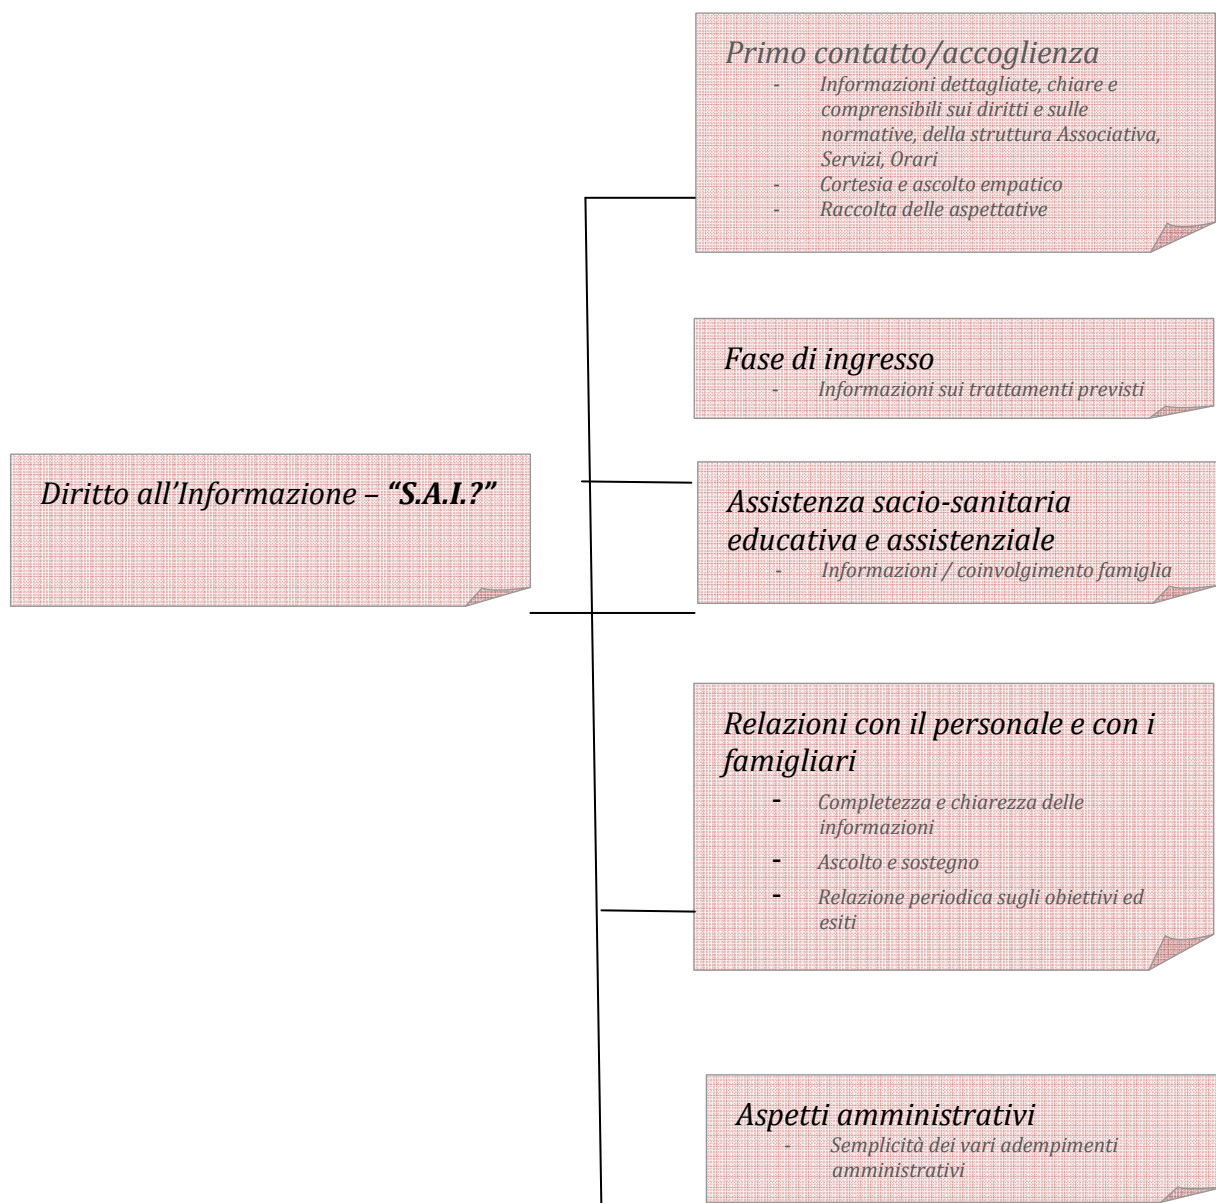 Primo contatto/accoglienza
- Informazioni dettagliate, chiare e
comprensibili sui diritti e sulle
normative, della struttura Associativa,
Servizi, Orari
- Cortesia e ascolto empatico
- Raccolta delle aspettative
Fase di ingresso
- Informazioni sui trattamenti previsti
Diritto all'Informazione – “S.A.I.?”
Assistenza sacio-sanitaria
educativa e assistenziale
- Informazioni / coinvolgimento famiglia
Relazioni con il personale e con i
famigliari
- Completezza e chiarezza delle
informazioni
- Ascolto e sostegno
- Relazione periodica sugli obiettivi ed
esiti
Aspetti amministrativi
- Semplicità dei vari adempimenti
amministrativi